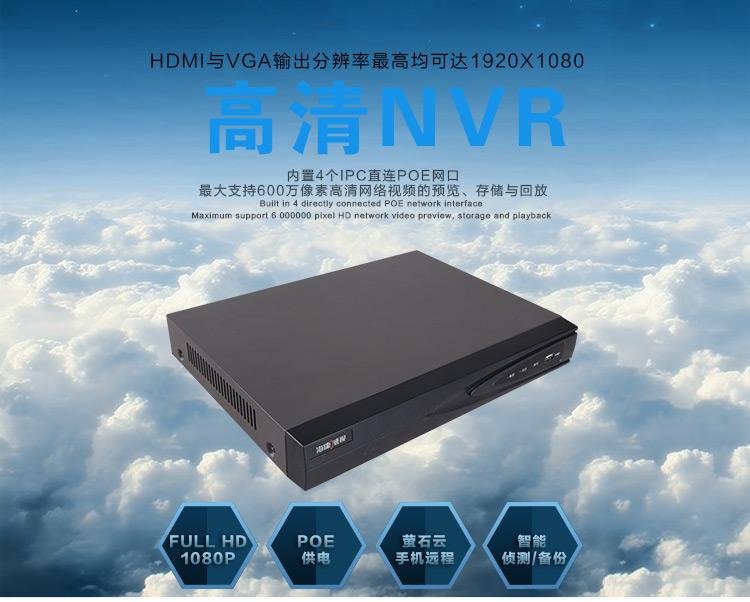 HDMI与VGA输出分辨率最高均可达1920X1080
高清NVR
内置4个IPC直连POE网口
最大支持600万像素高清网络视频的预览、存储与回放
Built in 4 directly connected POE network interface
Maximum support 6 000000 pixel HD network video preview, storage and playback
FULL HD
1080P
POE
供电
萤石云
手机远程
智能
侦测/备份